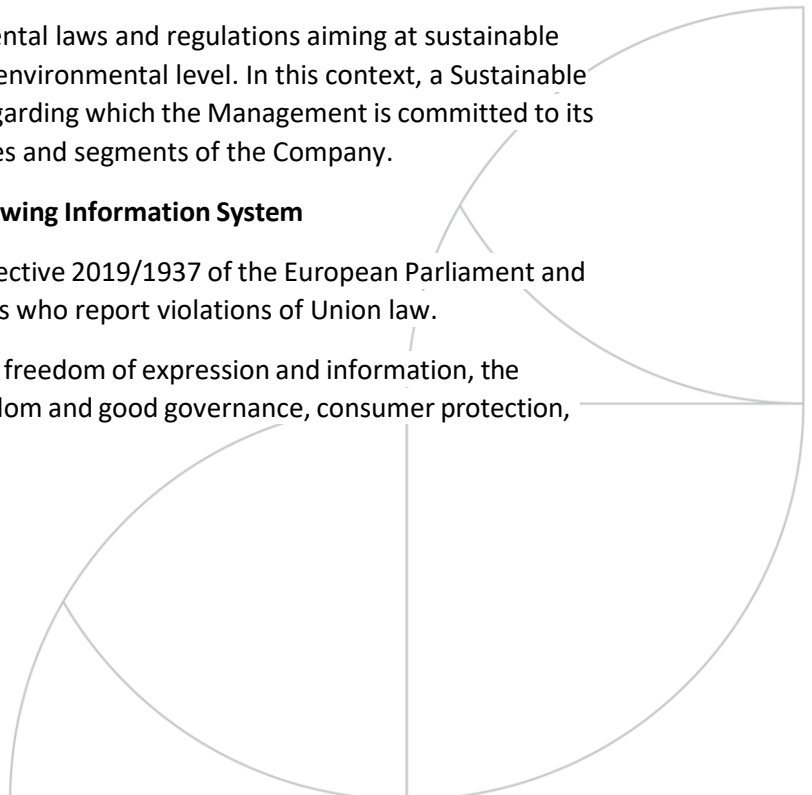 ental laws and regulations aiming at sustainable
environmental level. In this context, a Sustainable
garding which the Management is committed to its
es and segments of the Company.
wing Information System
ective 2019/1937 of the European Parliament and
s who report violations of Union law.
freedom of expression and information, the
dom and good governance, consumer protection,